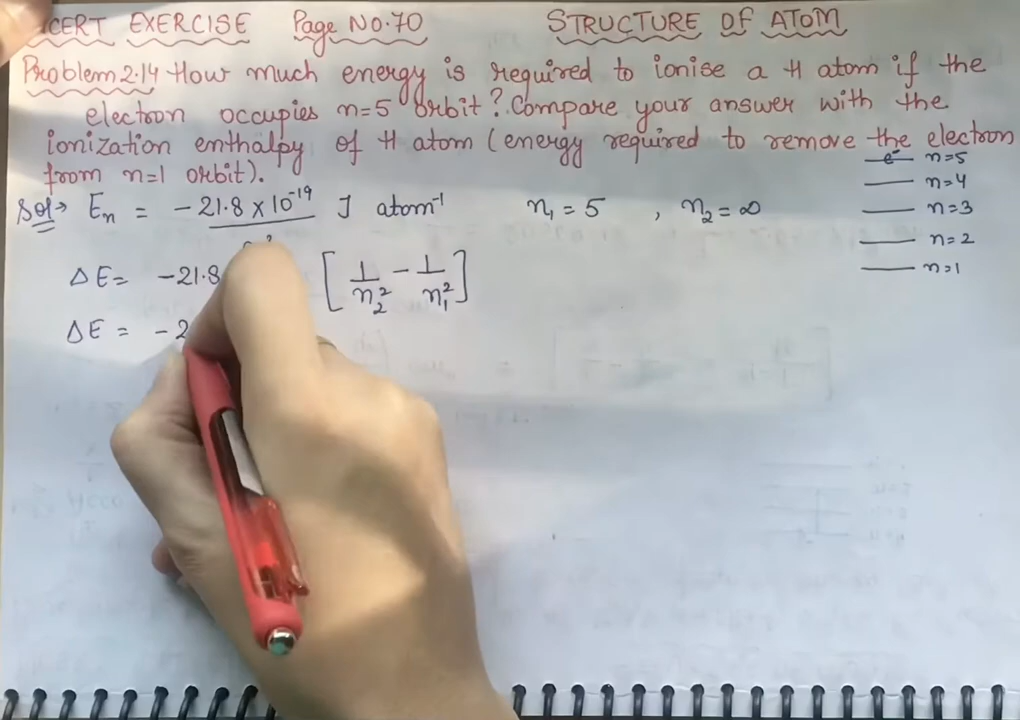 CERT EXERCISE Page No.70 STRUCTURE OF ATOM
Problem 2.14 How much energy is required to ionise a H atom if the
electron occupies n=5 orbit? Compare your answer with the
ionization enthalpy of H atom (energy required to remove the electron
from n=1 orbit).
e⁻ n=5
n=4
n=3
n=2
n=1
Sol→ En = -21.8 × 10⁻¹⁹ J atom⁻¹ n₁ = 5 , n₂ = ∞
ΔE = -21.8 [1/n₂² - 1/n₁²]
ΔE = -2